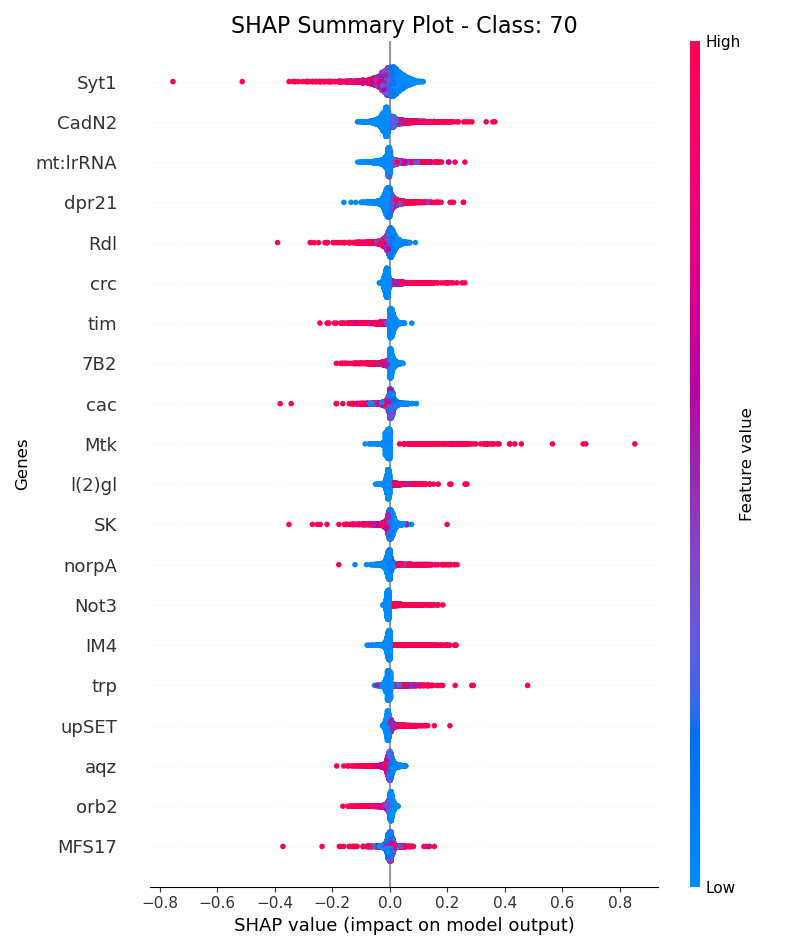 SHAP Summary Plot - Class: 70
High
Syt1
CadN2
mt:lrRNA
dpr21
Rdl
crc
tim
7B2
cac
Mtk
l(2)gl
SK
norpA
Not3
IM4
trp
upSET
aqz
orb2
MFS17
Genes
Feature value
Low
−0.8 −0.6 −0.4 −0.2 0.0 0.2 0.4 0.6 0.8
SHAP value (impact on model output)